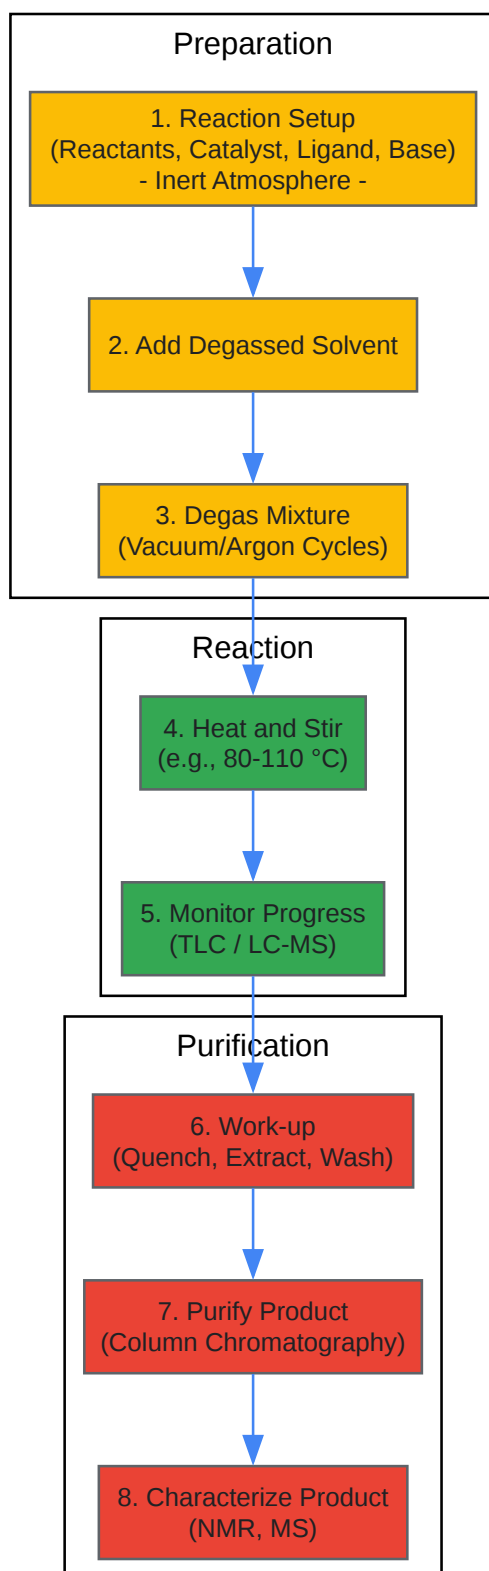 Preparation
1. Reaction Setup
(Reactants, Catalyst, Ligand, Base)
- Inert Atmosphere -
2. Add Degassed Solvent
3. Degas Mixture
(Vacuum/Argon Cycles)
Reaction
4. Heat and Stir
(e.g., 80-110 °C)
5. Monitor Progress
(TLC / LC-MS)
Purification
6. Work-up
(Quench, Extract, Wash)
7. Purify Product
(Column Chromatography)
8. Characterize Product
(NMR, MS)